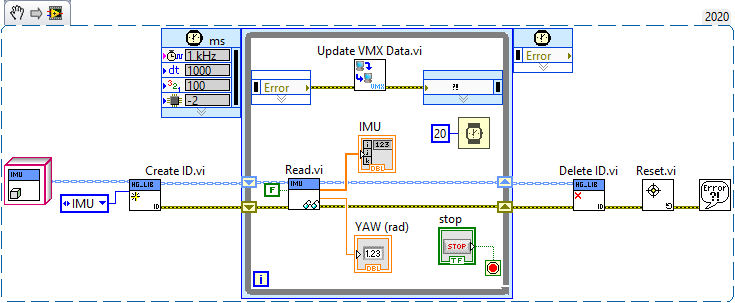 2020
ms
1 kHz
dt 1000
100
-2
Update VMX Data.vi
Error
VMX
?!
Error
IMU
i 123
j
k
DBL
20
IMU
Create ID.vi
HG_LIB
ID
IMU
Read.vi
IMU
F
YAW (rad)
1.23
DBL
stop
STOP
TF
i
Delete ID.vi
HG_LIB
ID
Reset.vi
Error
?!